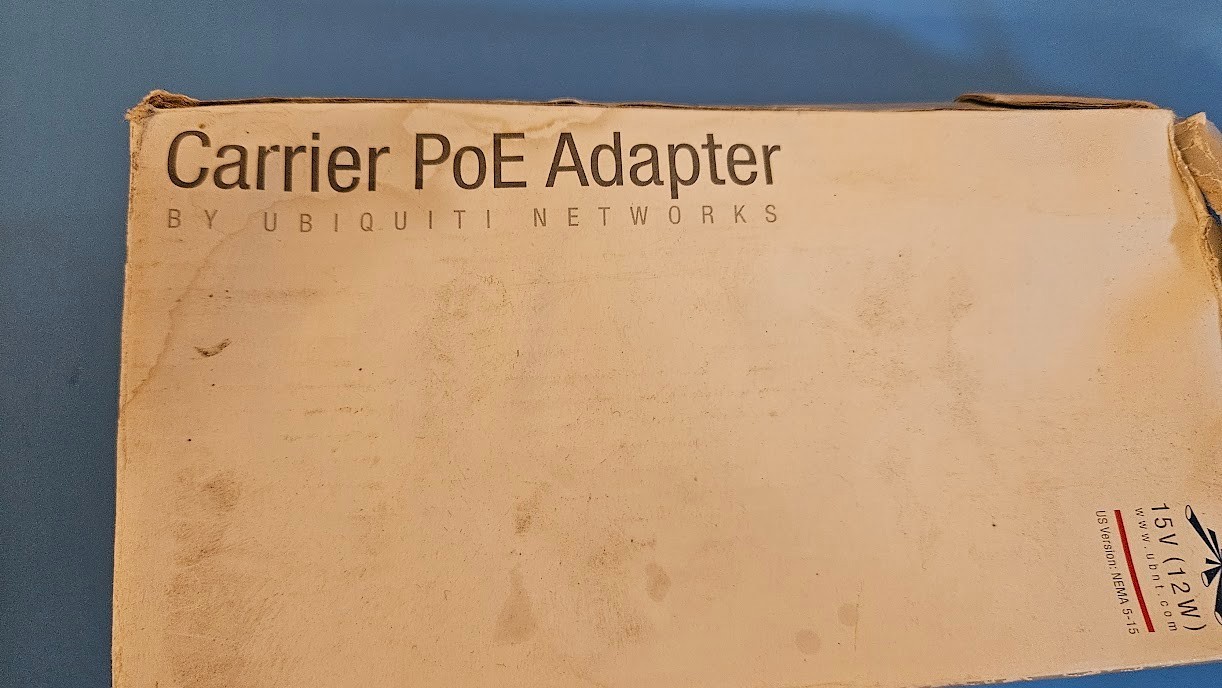 Carrier PoE Adapter
BY UBIQUITI NETWORKS
15V (12W)
www.ubnt.com
US Version: NEMA 5-15